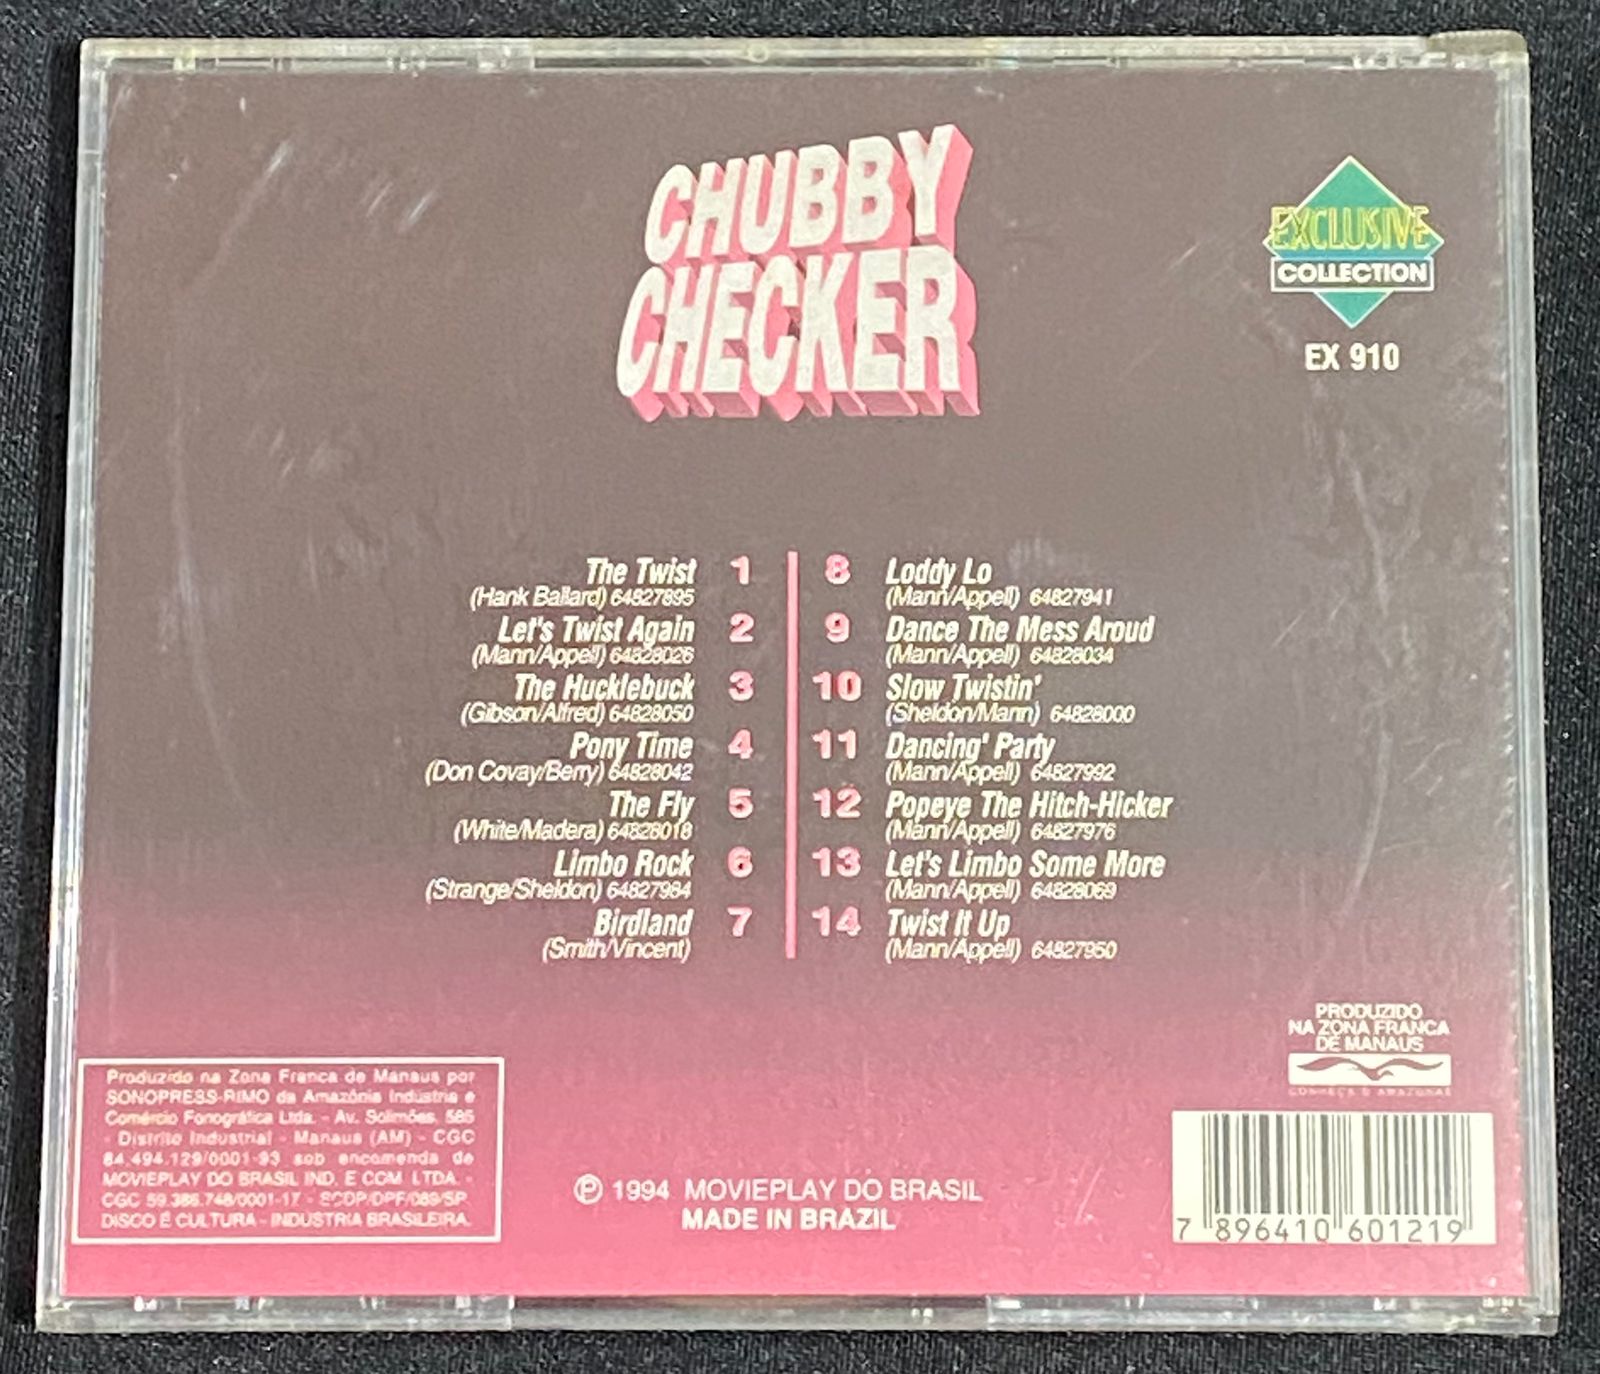 CHUBBY
CHECKER
EXCLUSIVE
COLLECTION
EX 910
The Twist 1
(Hank Ballard) 64827895
Let's Twist Again 2
(Mann/Appell) 64828026
The Hucklebuck 3
(Gibson/Alfred) 64828050
Pony Time 4
(Don Covay/Berry) 64828042
The Fly 5
(White/Madera) 64828018
Limbo Rock 6
(Strange/Sheldon) 64827984
Birdland 7
(Smith/Vincent)
8 Loddy Lo
(Mann/Appell) 64827941
9 Dance The Mess Aroud
(Mann/Appell) 64828034
10 Slow Twistin'
(Sheldon/Mann) 64828000
11 Dancing' Party
(Mann/Appell) 64827992
12 Popeye The Hitch-Hicker
(Mann/Appell) 64827976
13 Let's Limbo Some More
(Mann/Appell) 64828069
14 Twist It Up
(Mann/Appell) 64827950
Produzido na Zona Franca de Manaus por
SONOPRESS-RIMO da Amazônia Indústria e
Comércio Fonográfica Ltda. - Av. Solimões, 585
- Distrito Industrial - Manaus (AM) - CGC
84.494.129/0001-93 sob encomenda de
MOVIEPLAY DO BRASIL IND. E COM. LTDA. -
CGC 59.386.748/0001-17 - SCDP/DPF/089/SP.
DISCO É CULTURA - INDÚSTRIA BRASILEIRA.
℗ 1994 MOVIEPLAY DO BRASIL
MADE IN BRAZIL
PRODUZIDO
NA ZONA FRANCA
DE MANAUS
CONHEÇA O AMAZONAS
7 896410 601219